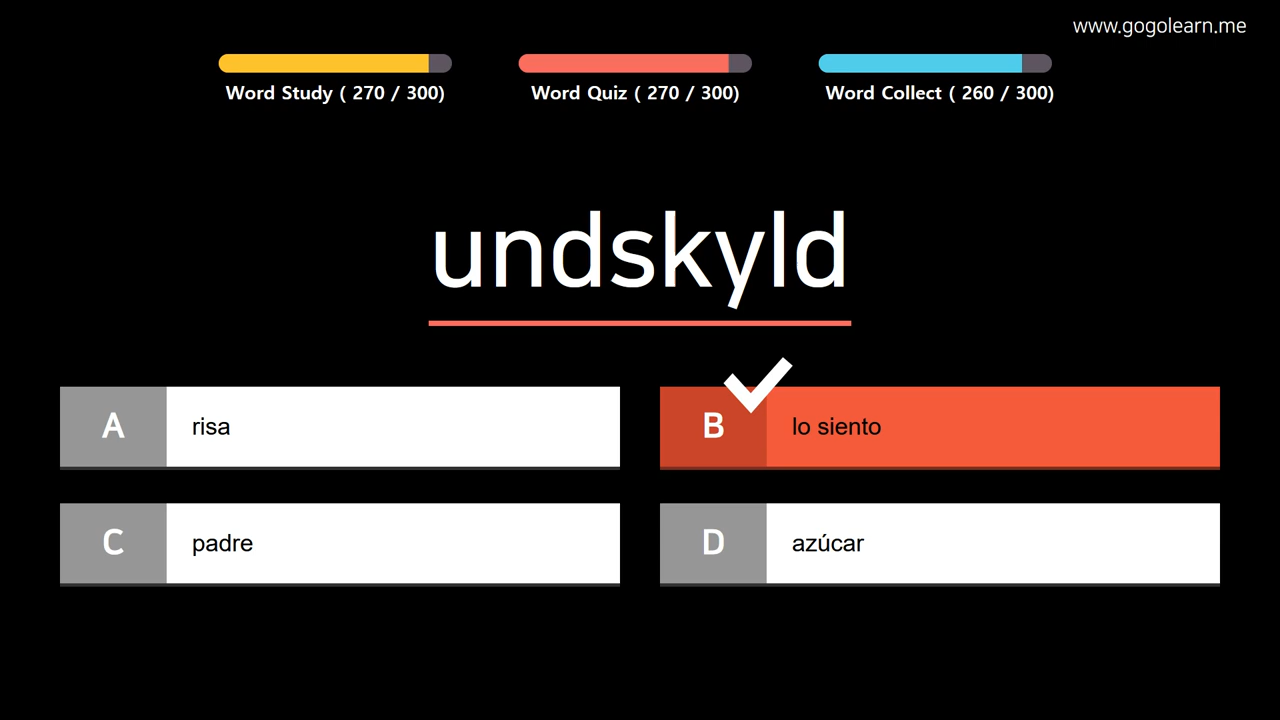 www.gogolearn.me
Word Study ( 270 / 300)
Word Quiz ( 270 / 300)
Word Collect ( 260 / 300)
undskyld
A
risa
B
lo siento
C
padre
D
azúcar